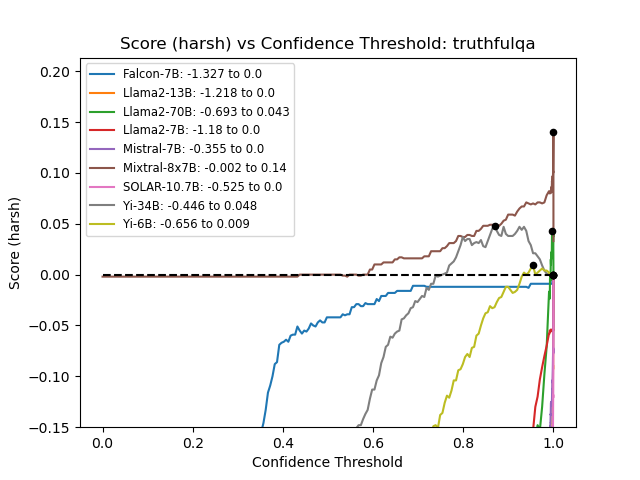 Score (harsh) vs Confidence Threshold: truthfulqa
Falcon-7B: -1.327 to 0.0
Llama2-13B: -1.218 to 0.0
Llama2-70B: -0.693 to 0.043
Llama2-7B: -1.18 to 0.0
Mistral-7B: -0.355 to 0.0
Mixtral-8x7B: -0.002 to 0.14
SOLAR-10.7B: -0.525 to 0.0
Yi-34B: -0.446 to 0.048
Yi-6B: -0.656 to 0.009
Score (harsh)
0.20
0.15
0.10
0.05
0.00
−0.05
−0.10
−0.15
0.0 0.2 0.4 0.6 0.8 1.0
Confidence Threshold